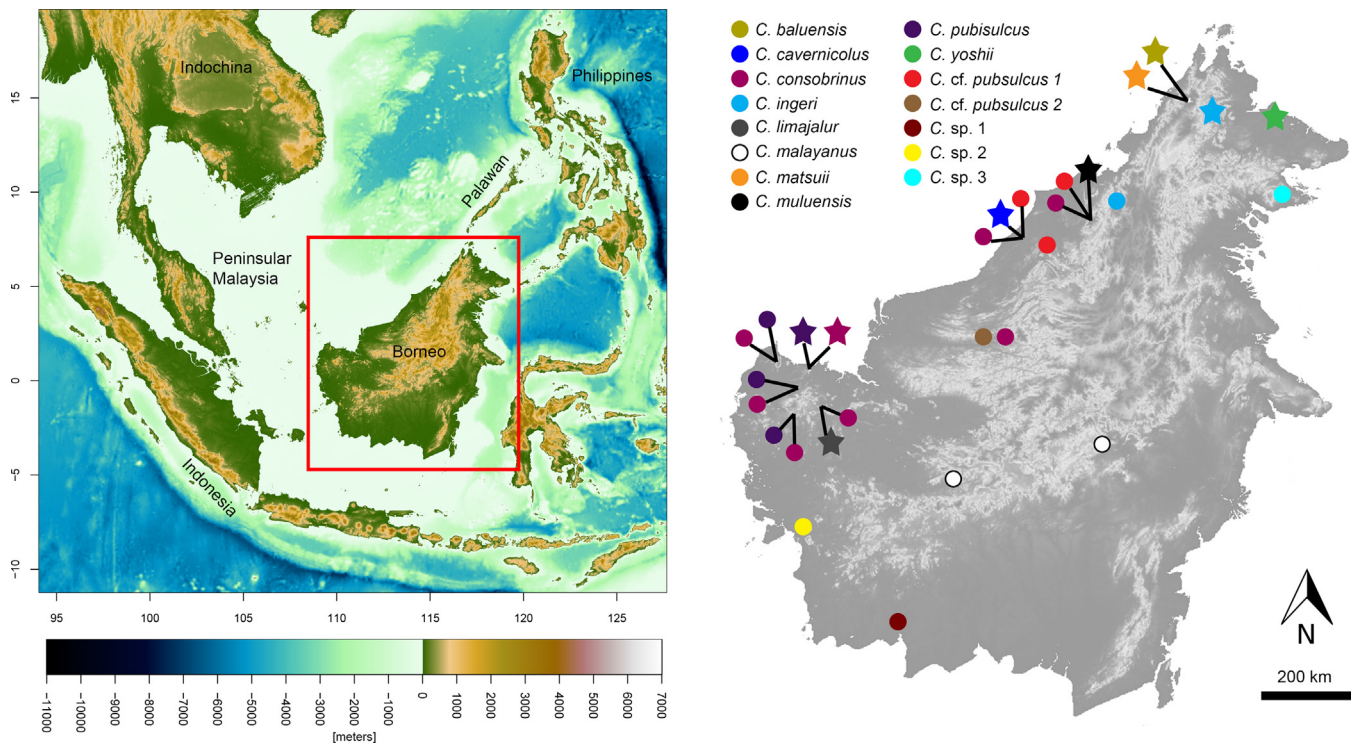 Indochina
Philippines
Palawan
Peninsular
Malaysia
Borneo
Indonesia
15
10
5
0
−5
−10
95
100
105
110
115
120
125
-11000
-10000
-9000
-8000
-7000
-6000
-5000
-4000
-3000
-2000
-1000
0
1000
2000
3000
4000
5000
6000
7000
[meters]
C. baluensis
C. cavernicolus
C. consobrinus
C. ingeri
C. limajalur
C. malayanus
C. matsuii
C. muluensis
C. pubisulcus
C. yoshii
C. cf. pubsulcus 1
C. cf. pubsulcus 2
C. sp. 1
C. sp. 2
C. sp. 3
N
200 km